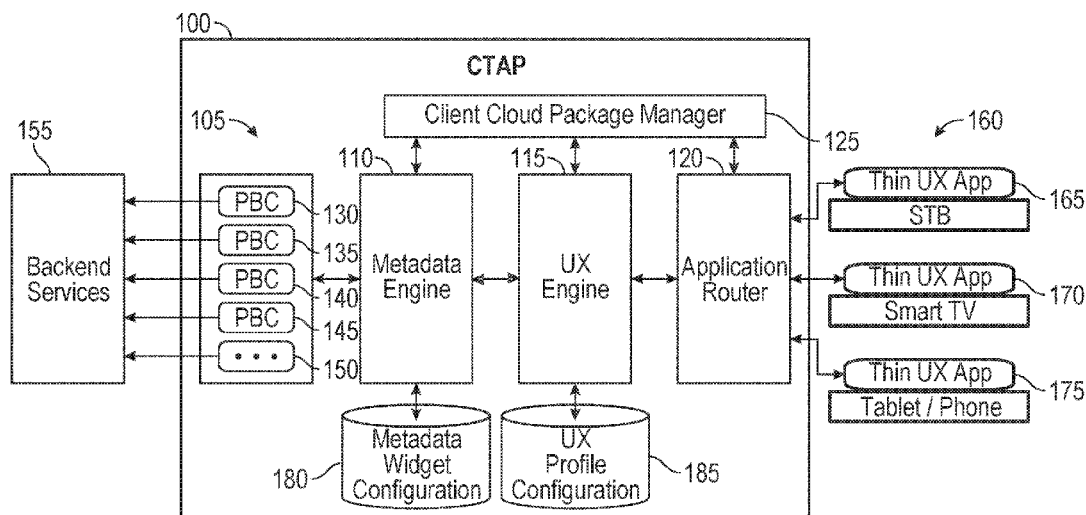 100
CTAP
Client Cloud Package Manager
125
105
110
115
120
155
160
Backend
Services
PBC
130
PBC
135
PBC
140
PBC
145
• • •
150
Metadata
Engine
UX
Engine
Application
Router
Thin UX App
165
STB
Thin UX App
170
Smart TV
Thin UX App
175
Tablet / Phone
Metadata
Widget
Configuration
180
UX
Profile
Configuration
185